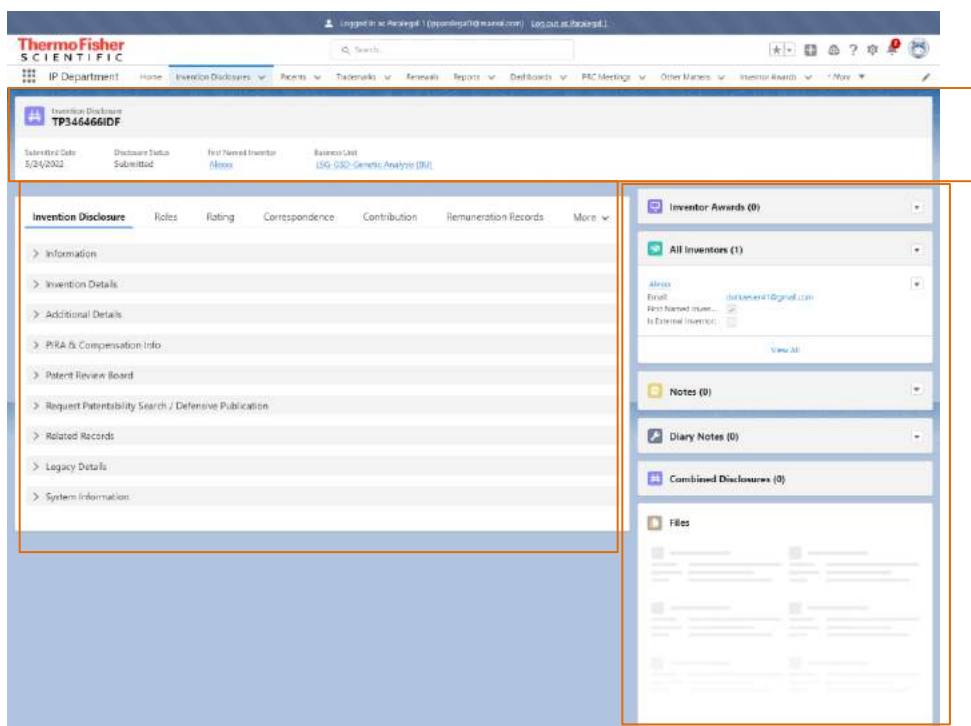 Logged in as Paralegal 1 Log out as Paralegal 1
ThermoFisher
SCIENTIFIC
Search...
IP Department Home Invention Disclosures Patents Trademarks Renewals Reports Dashboards PRC Meetings Other Matters Inventor Awards * More
Invention Disclosure
TP346466IDF
Submitted Date Disclosure Status First Named Inventor Business Unit
5/24/2022 Submitted Alexxx LSG-GSD-Genetic Analysis (BU)
Invention Disclosure Roles Rating Correspondence Contribution Remuneration Records More
Information
Invention Details
Additional Details
PIRA & Compensation Info
Patent Review Board
Request Patentability Search / Defensive Publication
Related Records
Legacy Details
System Information
Inventor Awards (0)
All Inventors (1)
Email:
First Named Inven...
Is External Inventor:
View All
Notes (0)
Diary Notes (0)
Combined Disclosures (0)
Files